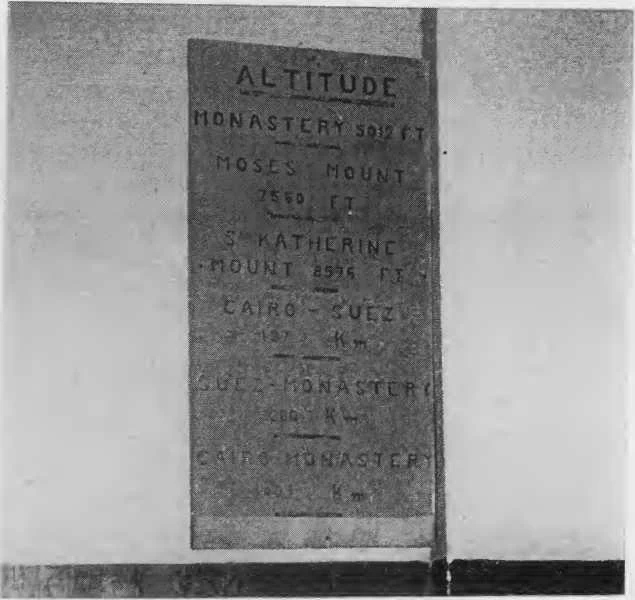 ALTITUDE
MONASTERY 5012 FT
MOSES MOUNT
7560 FT
ST KATHERINE
MOUNT 8576 FT
CAIRO - SUEZ
Km
SUEZ-MONASTERY
Km
CAIRO-MONASTERY
Km